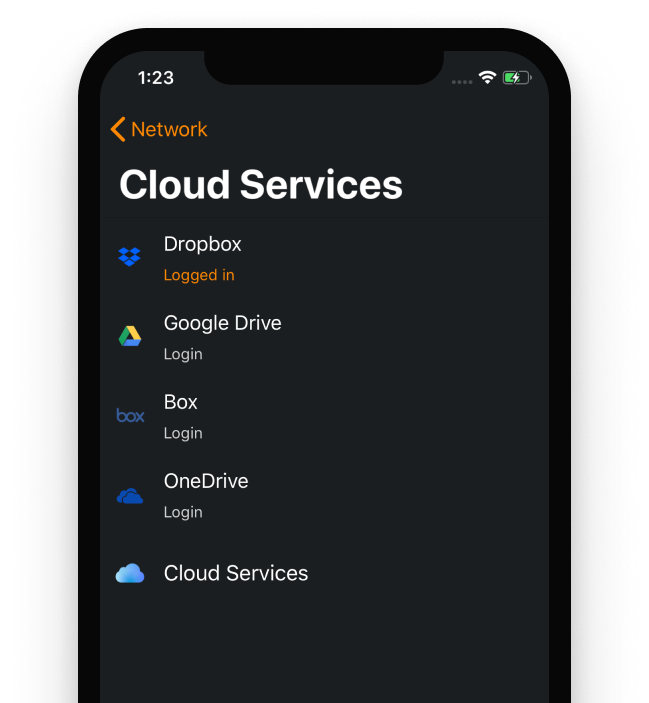 1:23
Network
Cloud Services
Dropbox
Logged in
Google Drive
Login
box
Box
Login
OneDrive
Login
Cloud Services